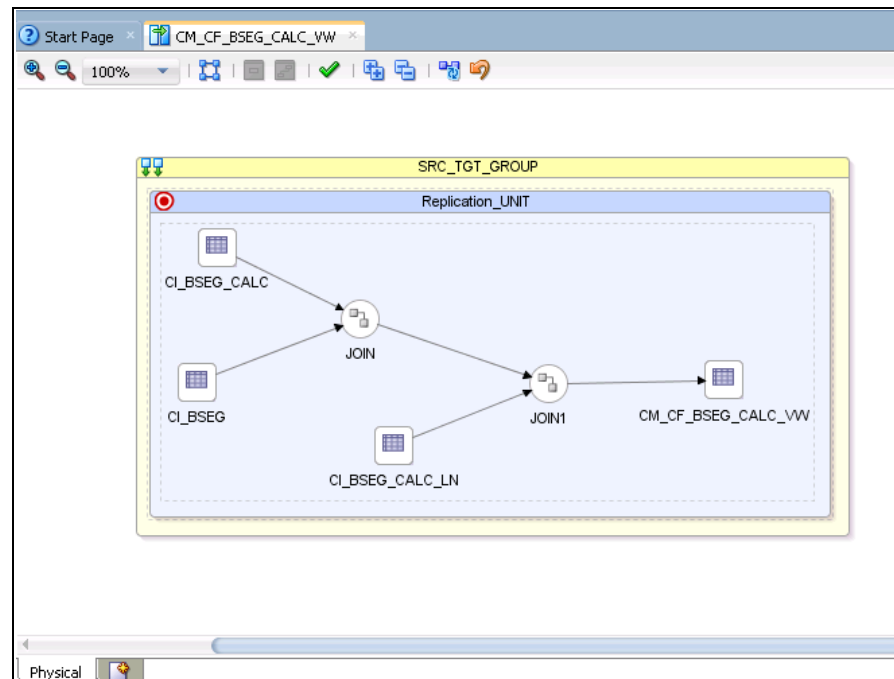 Start Page
CM_CF_BSEG_CALC_VW
100%
SRC_TGT_GROUP
Replication_UNIT
CI_BSEG_CALC
JOIN
CI_BSEG
JOIN1
CM_CF_BSEG_CALC_VW
CI_BSEG_CALC_LN
Physical